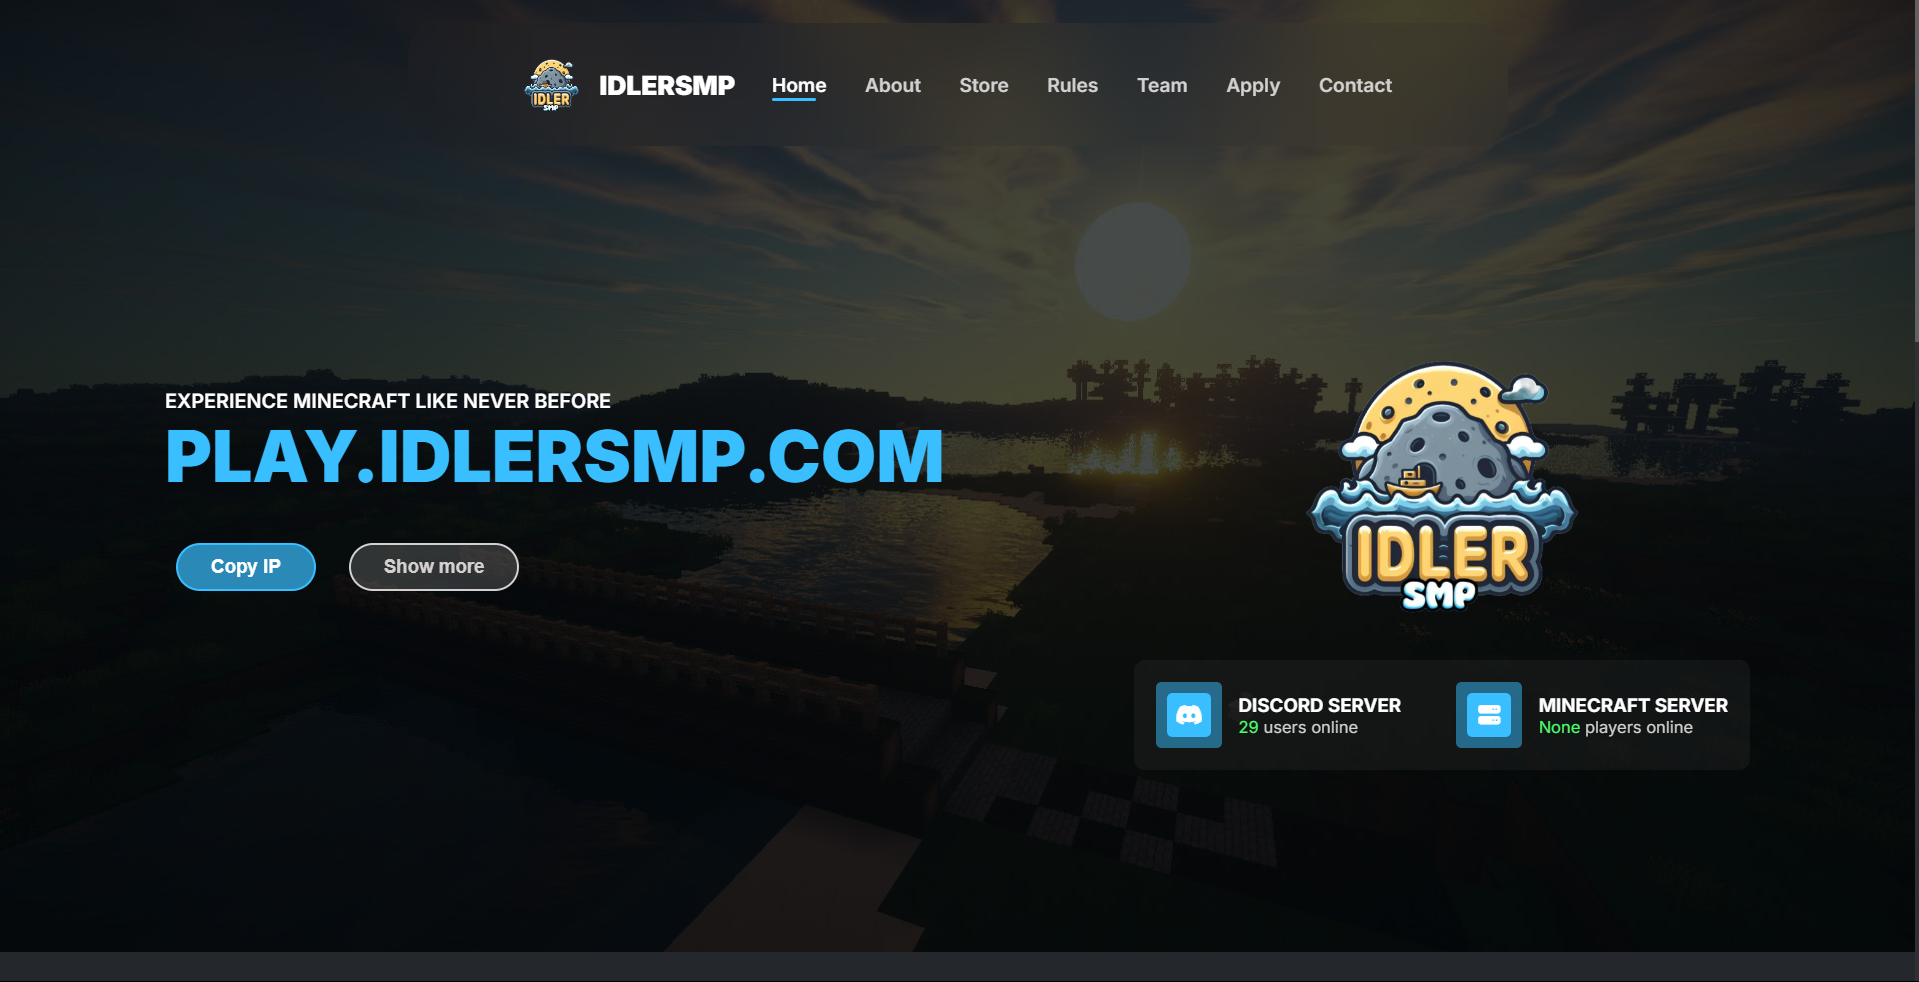 IDLER
SMP
IDLERSMP
Home
About
Store
Rules
Team
Apply
Contact
EXPERIENCE MINECRAFT LIKE NEVER BEFORE
PLAY.IDLERSMP.COM
Copy IP
Show more
IDLER
SMP
DISCORD SERVER
29 users online
MINECRAFT SERVER
None players online